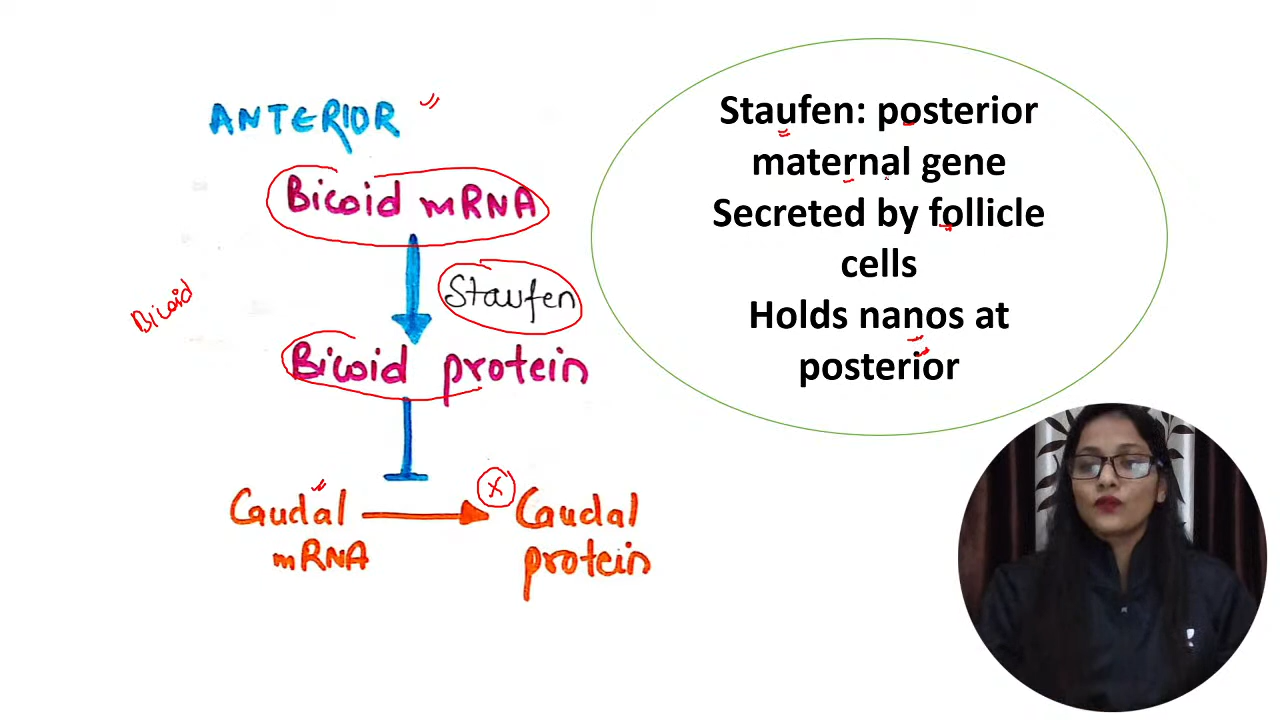 ANTERIOR
Bicoid mRNA
Staufen
Bicoid
Bicoid protein
Caudal mRNA
x
Caudal protein
Staufen: posterior
maternal gene
Secreted by follicle
cells
Holds nanos at
posterior